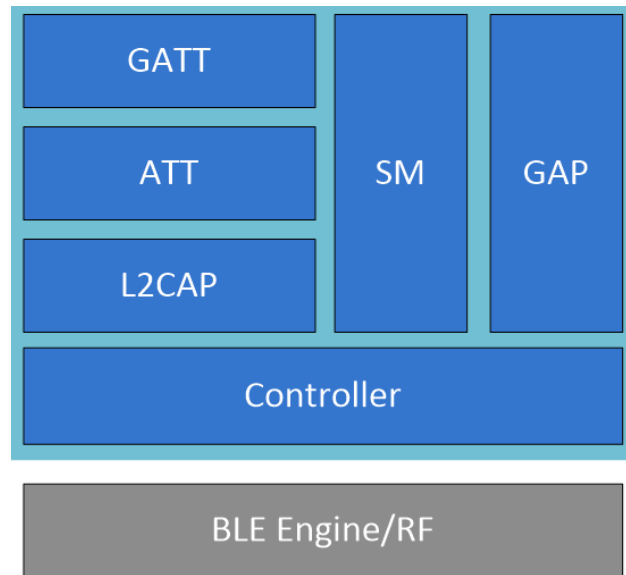 GATT
ATT
L2CAP
SM
GAP
Controller
BLE Engine/RF